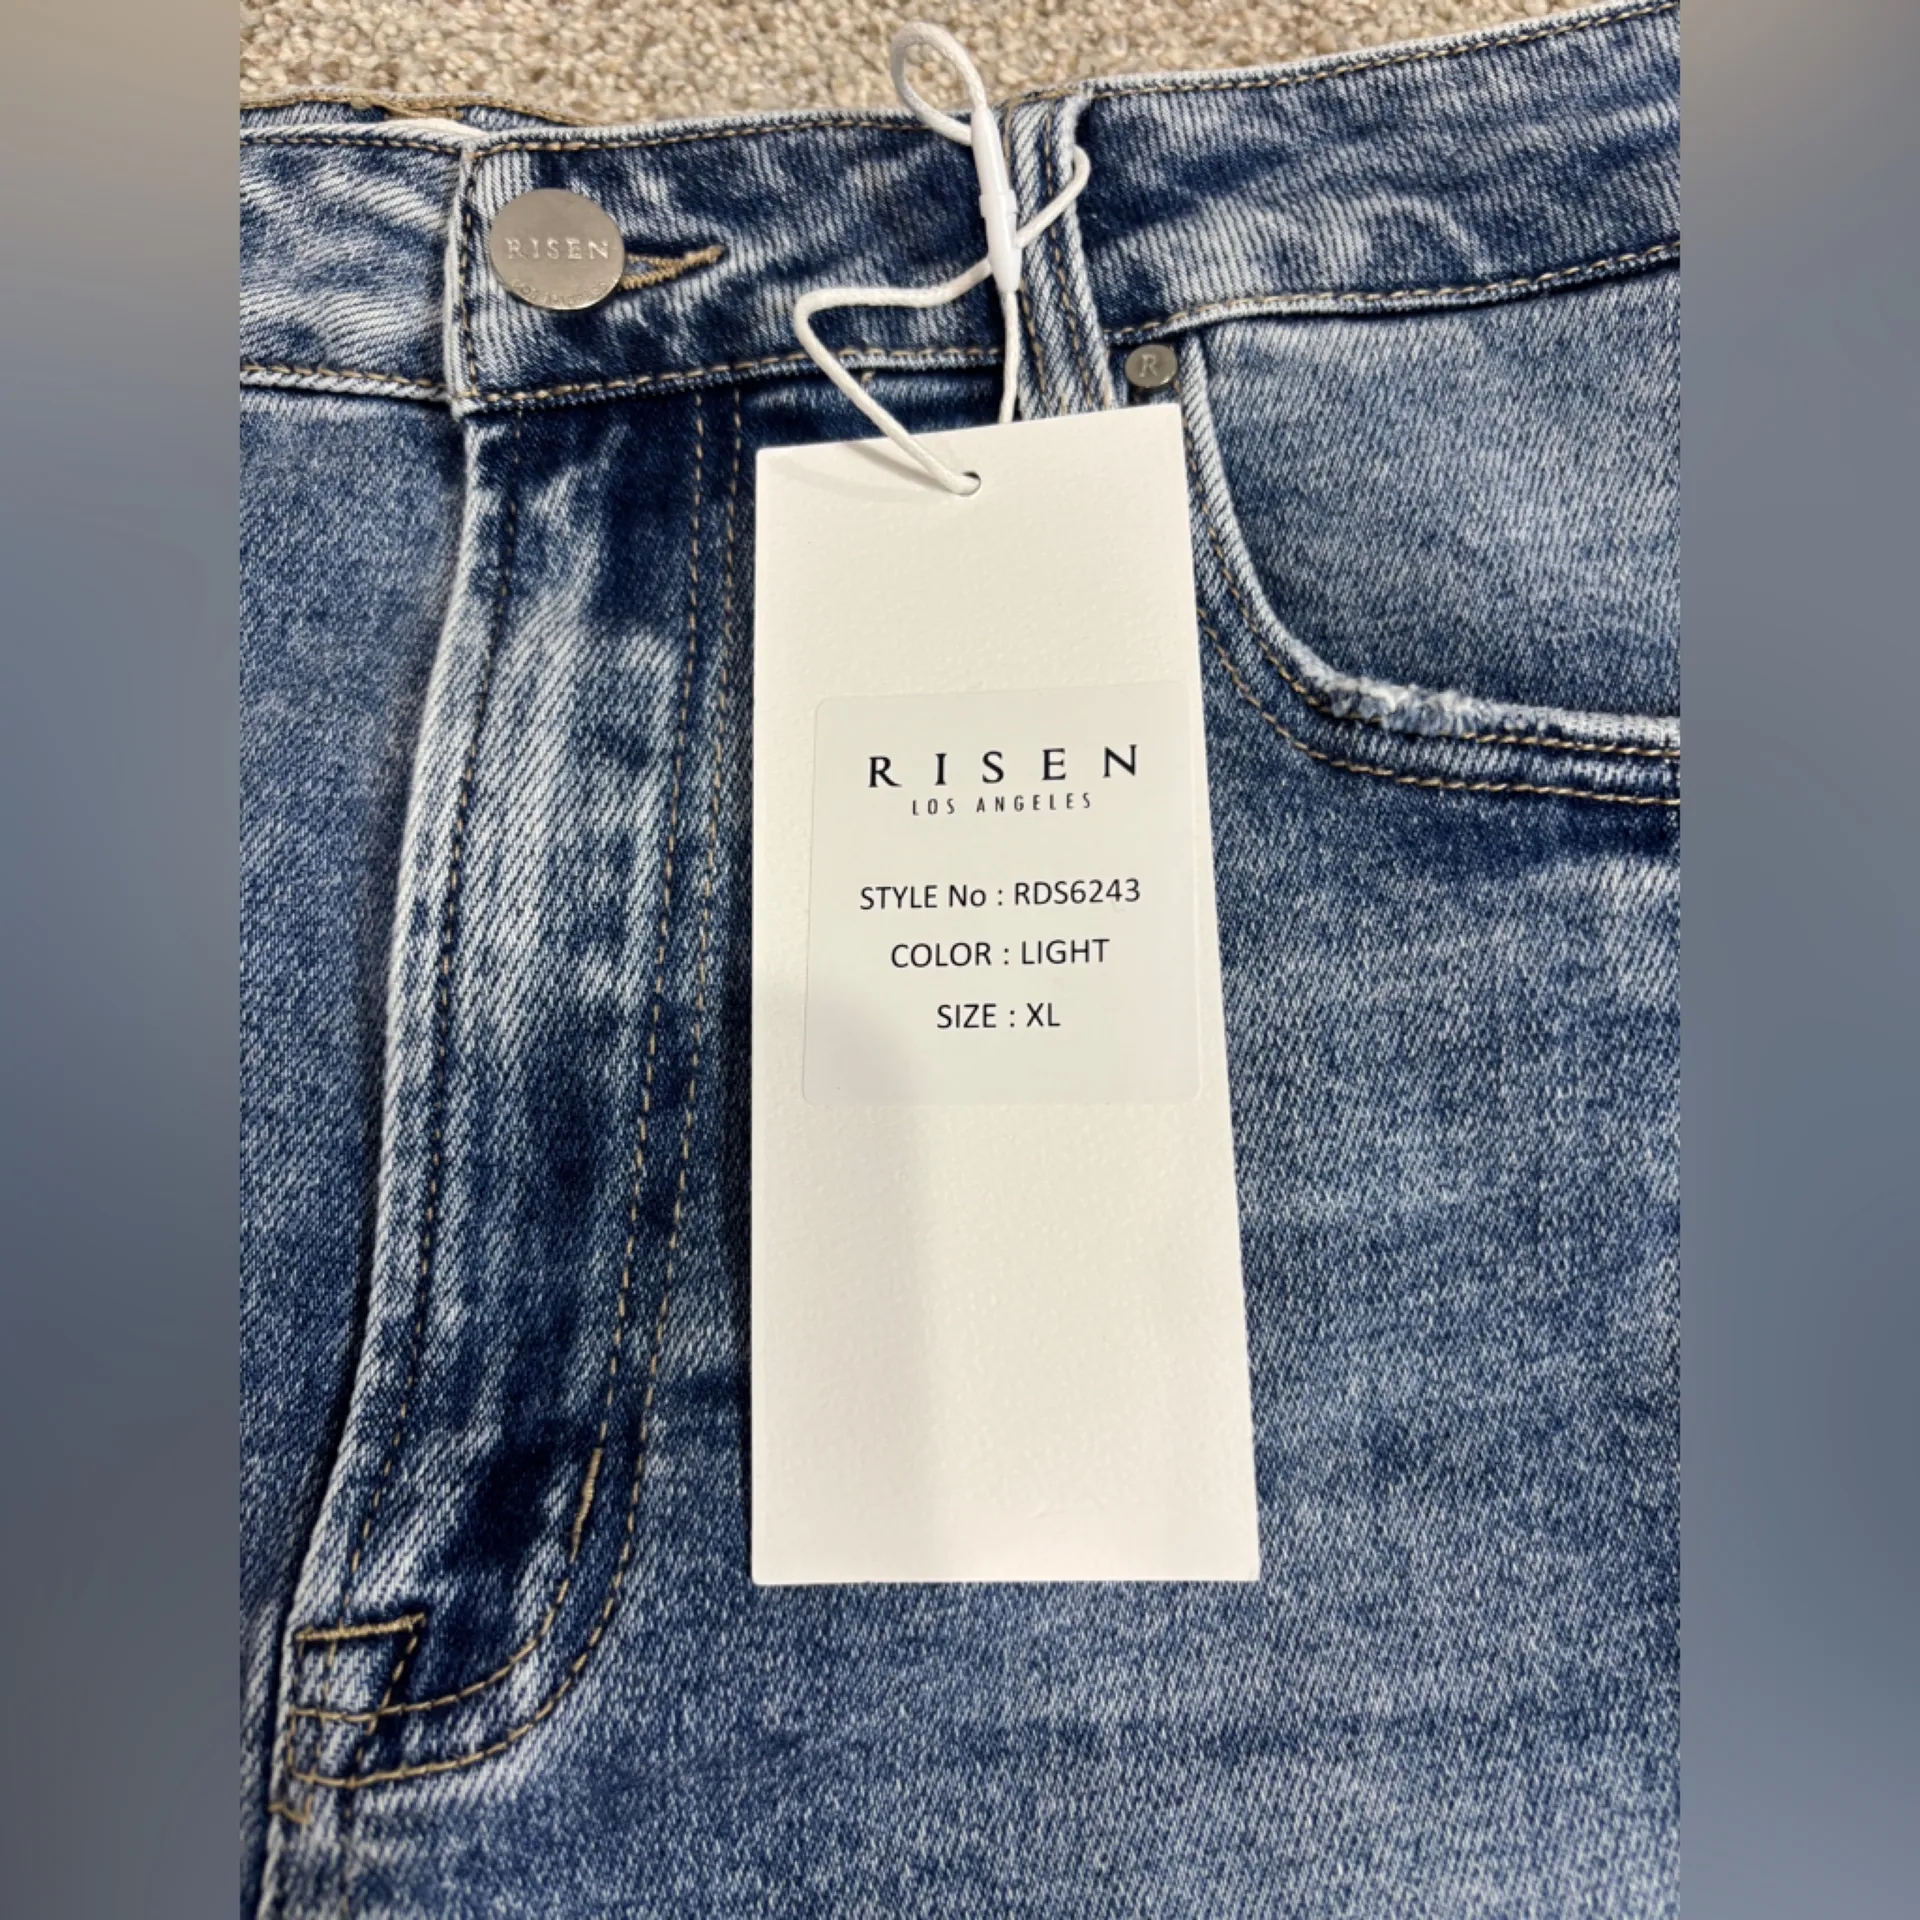 RISEN
R
RISEN
LOS ANGELES
STYLE No : RDS6243
COLOR : LIGHT
SIZE : XL